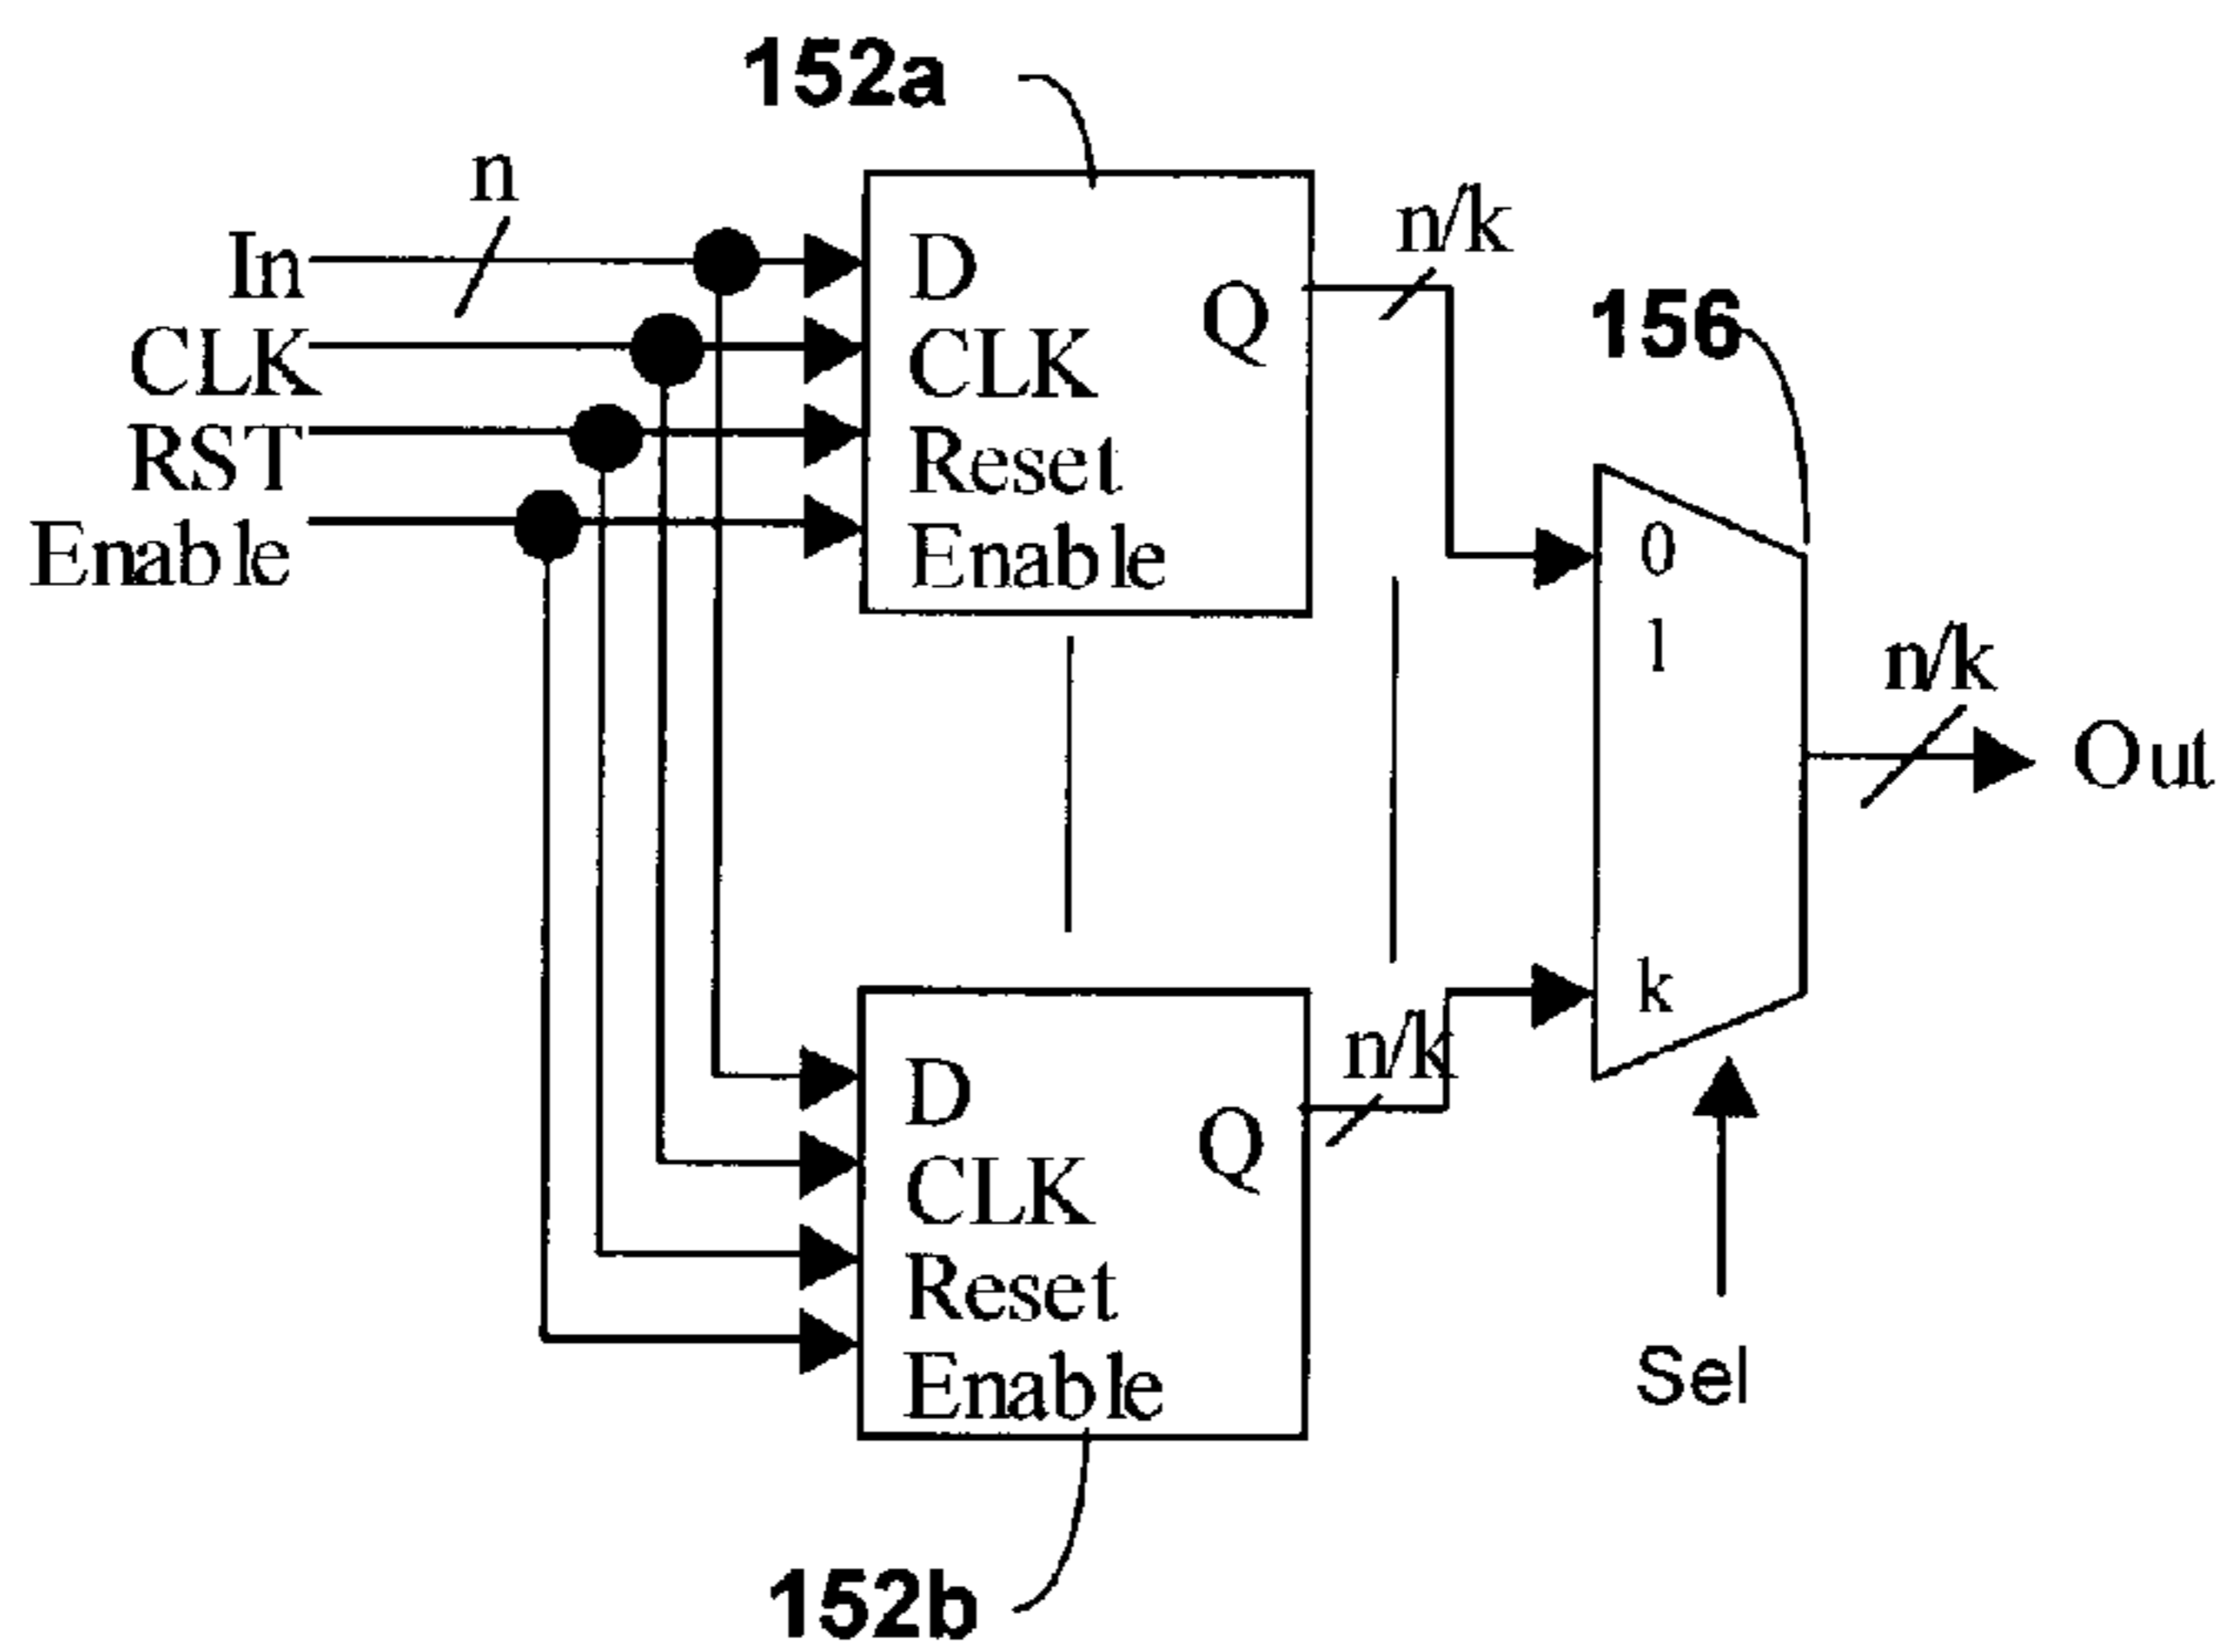 152a
n
In
CLK
RST
Enable
D
CLK
Reset
Enable
Q
n/k
156
0
1
k
n/k
Out
D
CLK
Reset
Enable
Q
n/k
Sel
152b